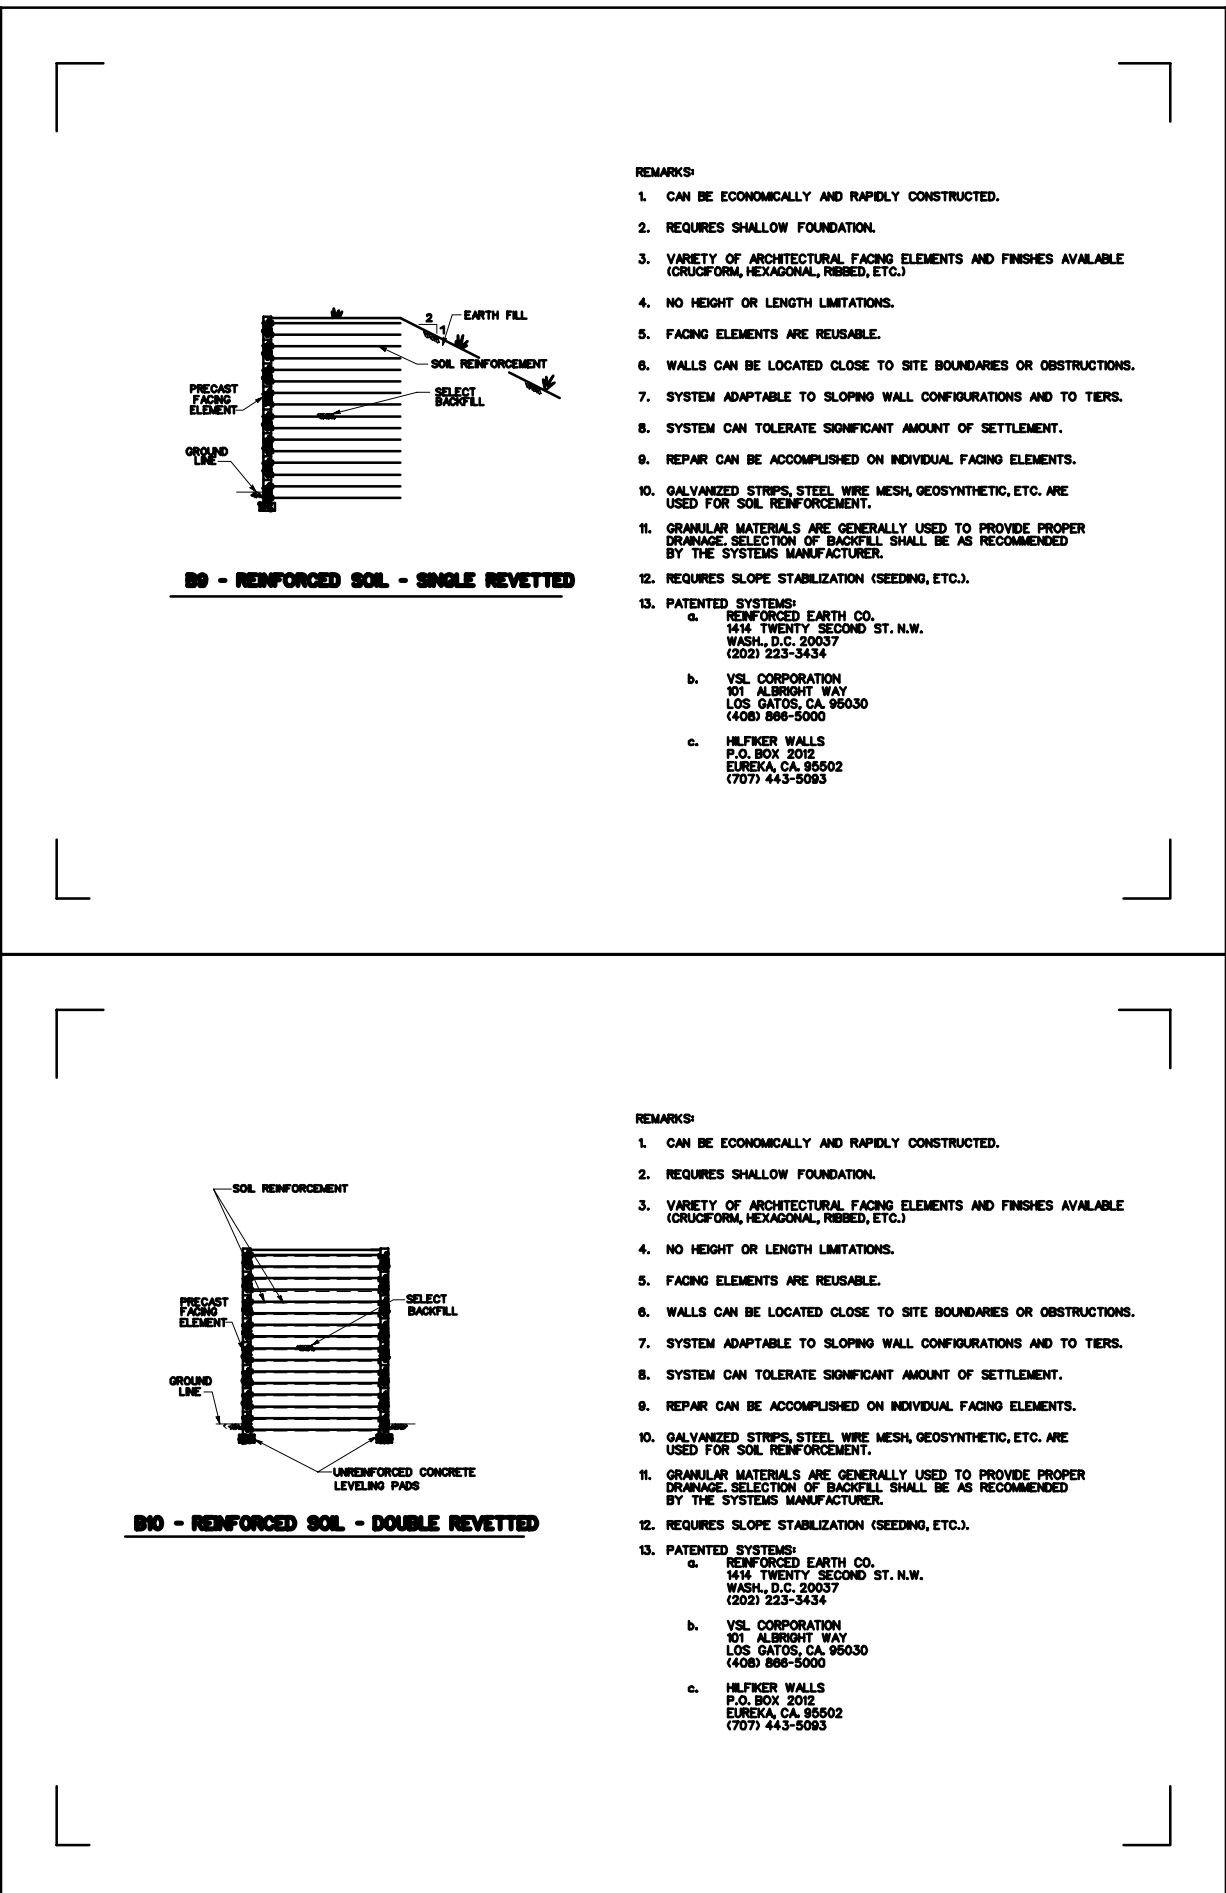 REMARKS:
1. CAN BE ECONOMICALLY AND RAPIDLY CONSTRUCTED.
2. REQUIRES SHALLOW FOUNDATION.
3. VARIETY OF ARCHITECTURAL FACING ELEMENTS AND FINISHES AVAILABLE
(CRUCIFORM, HEXAGONAL, RIBBED, ETC.)
4. NO HEIGHT OR LENGTH LIMITATIONS.
5. FACING ELEMENTS ARE REUSABLE.
6. WALLS CAN BE LOCATED CLOSE TO SITE BOUNDARIES OR OBSTRUCTIONS.
7. SYSTEM ADAPTABLE TO SLOPING WALL CONFIGURATIONS AND TO TIERS.
8. SYSTEM CAN TOLERATE SIGNIFICANT AMOUNT OF SETTLEMENT.
9. REPAIR CAN BE ACCOMPLISHED ON INDIVIDUAL FACING ELEMENTS.
10. GALVANIZED STRIPS, STEEL WIRE MESH, GEOSYNTHETIC, ETC. ARE
USED FOR SOIL REINFORCEMENT.
11. GRANULAR MATERIALS ARE GENERALLY USED TO PROVIDE PROPER
DRAINAGE. SELECTION OF BACKFILL SHALL BE AS RECOMMENDED
BY THE SYSTEMS MANUFACTURER.
12. REQUIRES SLOPE STABILIZATION (SEEDING, ETC.).
13. PATENTED SYSTEMS:
a. REINFORCED EARTH CO.
1414 TWENTY SECOND ST. N.W.
WASH., D.C. 20037
(202) 223-3434
b. VSL CORPORATION
101 ALBRIGHT WAY
LOS GATOS, CA. 95030
(408) 866-5000
c. HILFIKER WALLS
P.O. BOX 2012
EUREKA, CA. 95502
(707) 443-5093
2
1
EARTH FILL
SOIL REINFORCEMENT
SELECT
BACKFILL
PRECAST
FACING
ELEMENT
GROUND
LINE
B9 - REINFORCED SOIL - SINGLE REVETTED
REMARKS:
1. CAN BE ECONOMICALLY AND RAPIDLY CONSTRUCTED.
2. REQUIRES SHALLOW FOUNDATION.
3. VARIETY OF ARCHITECTURAL FACING ELEMENTS AND FINISHES AVAILABLE
(CRUCIFORM, HEXAGONAL, RIBBED, ETC.)
4. NO HEIGHT OR LENGTH LIMITATIONS.
5. FACING ELEMENTS ARE REUSABLE.
6. WALLS CAN BE LOCATED CLOSE TO SITE BOUNDARIES OR OBSTRUCTIONS.
7. SYSTEM ADAPTABLE TO SLOPING WALL CONFIGURATIONS AND TO TIERS.
8. SYSTEM CAN TOLERATE SIGNIFICANT AMOUNT OF SETTLEMENT.
9. REPAIR CAN BE ACCOMPLISHED ON INDIVIDUAL FACING ELEMENTS.
10. GALVANIZED STRIPS, STEEL WIRE MESH, GEOSYNTHETIC, ETC. ARE
USED FOR SOIL REINFORCEMENT.
11. GRANULAR MATERIALS ARE GENERALLY USED TO PROVIDE PROPER
DRAINAGE. SELECTION OF BACKFILL SHALL BE AS RECOMMENDED
BY THE SYSTEMS MANUFACTURER.
12. REQUIRES SLOPE STABILIZATION (SEEDING, ETC.).
13. PATENTED SYSTEMS:
a. REINFORCED EARTH CO.
1414 TWENTY SECOND ST. N.W.
WASH., D.C. 20037
(202) 223-3434
b. VSL CORPORATION
101 ALBRIGHT WAY
LOS GATOS, CA. 95030
(408) 866-5000
c. HILFIKER WALLS
P.O. BOX 2012
EUREKA, CA. 95502
(707) 443-5093
SOIL REINFORCEMENT
PRECAST
FACING
ELEMENT
SELECT
BACKFILL
GROUND
LINE
UNREINFORCED CONCRETE
LEVELING PADS
B10 - REINFORCED SOIL - DOUBLE REVETTED